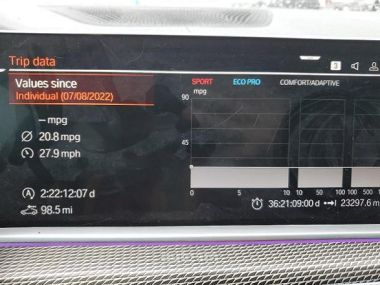 Trip data
3
Values since
Individual (07/08/2022)
SPORT ECO PRO COMFORT/ADAPTIVE
mpg
90
– mpg
20.8 mpg
45
27.9 mph
0 5 10 10 50 100 100 500
A 2:22:12:07 d
36:21:09:00 d 23297.6 m
98.5 mi